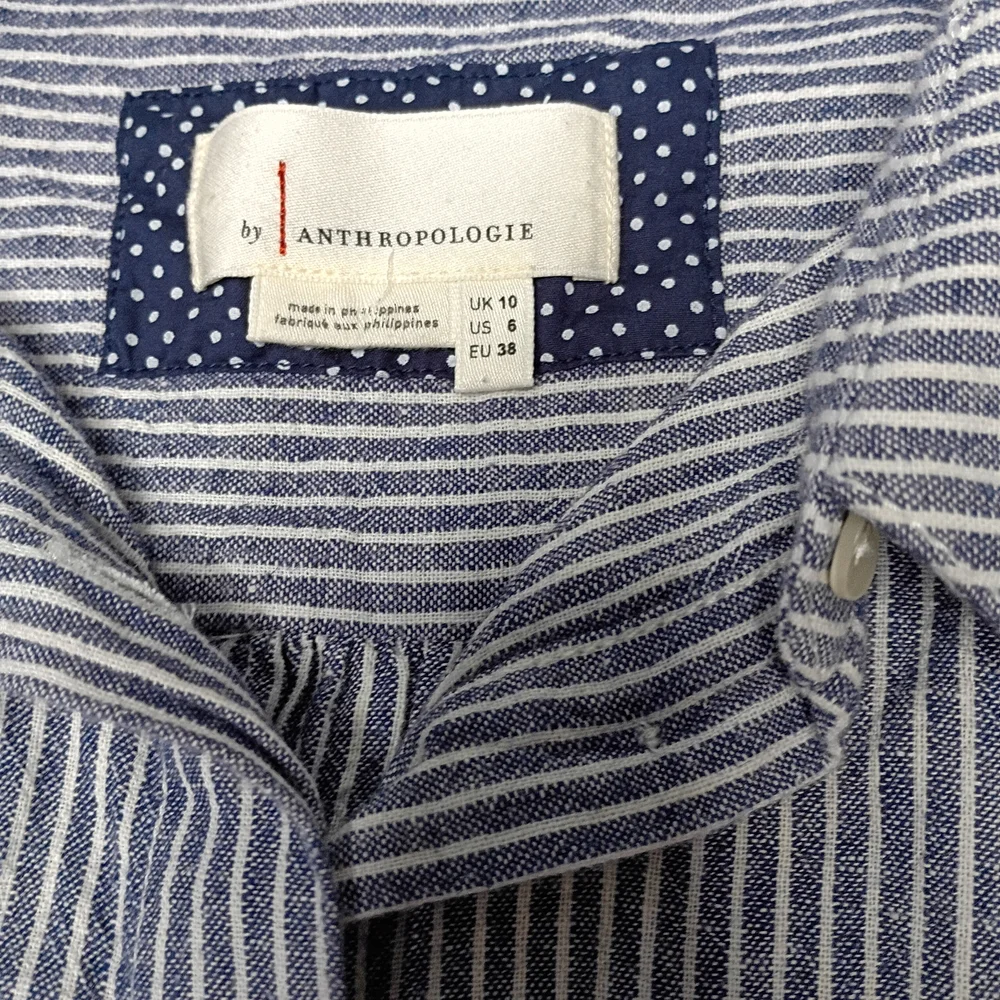 by ANTHROPOLOGIE
made in philippines
fabriqué aux philippines
UK 10
US 6
EU 38